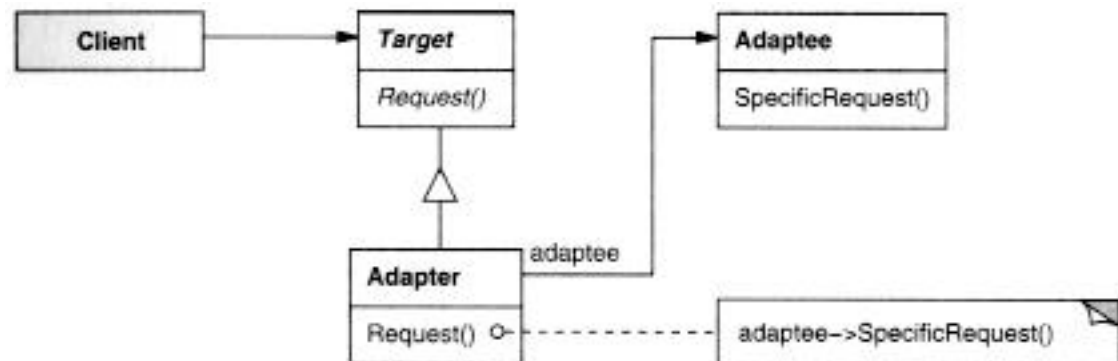 Client
Target
Request()
Adaptee
SpecificRequest()
adaptee
Adapter
Request()
adaptee->SpecificRequest()